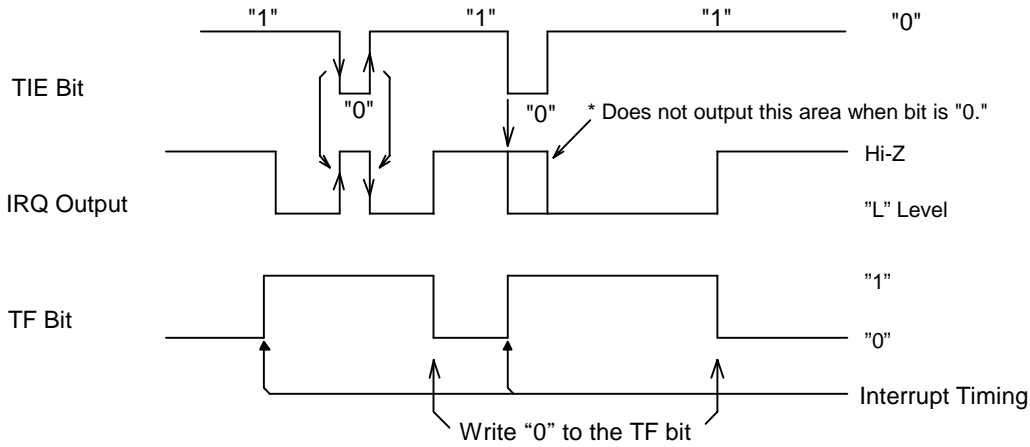 "1" "1" "1" "0"
TIE Bit
"0" "0" * Does not output this area when bit is "0."
Hi-Z
IRQ Output
"L" Level
"1"
TF Bit
"0"
Interrupt Timing
Write “0” to the TF bit